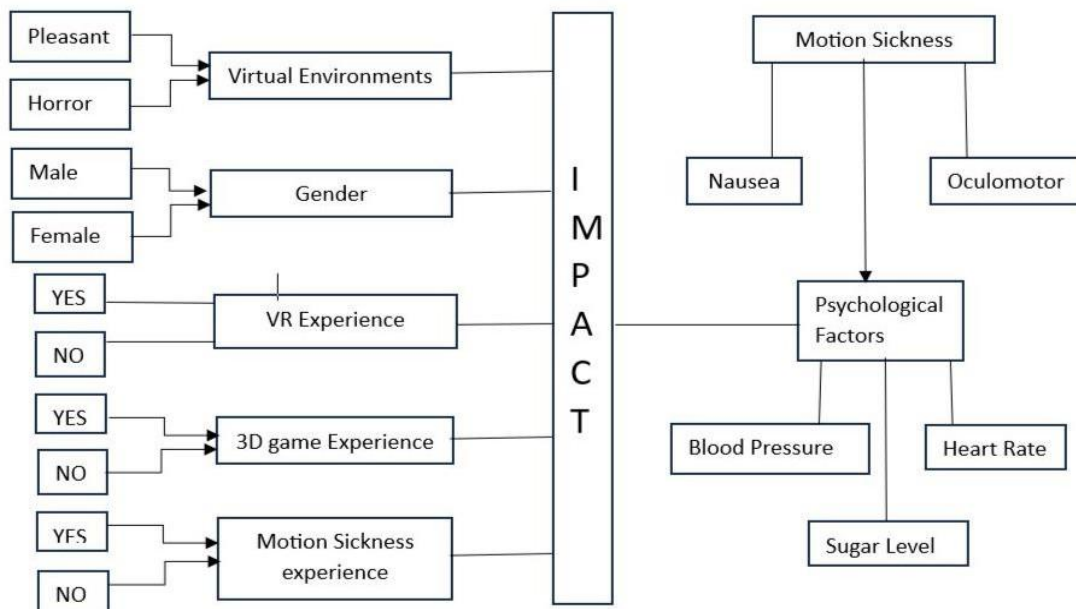 Pleasant
Horror
Virtual Environments
Male
Female
Gender
YES
NO
VR Experience
YES
NO
3D game Experience
YES
NO
Motion Sickness
experience
I
M
P
A
C
T
Motion Sickness
Nausea
Oculomotor
Psychological
Factors
Blood Pressure
Heart Rate
Sugar Level